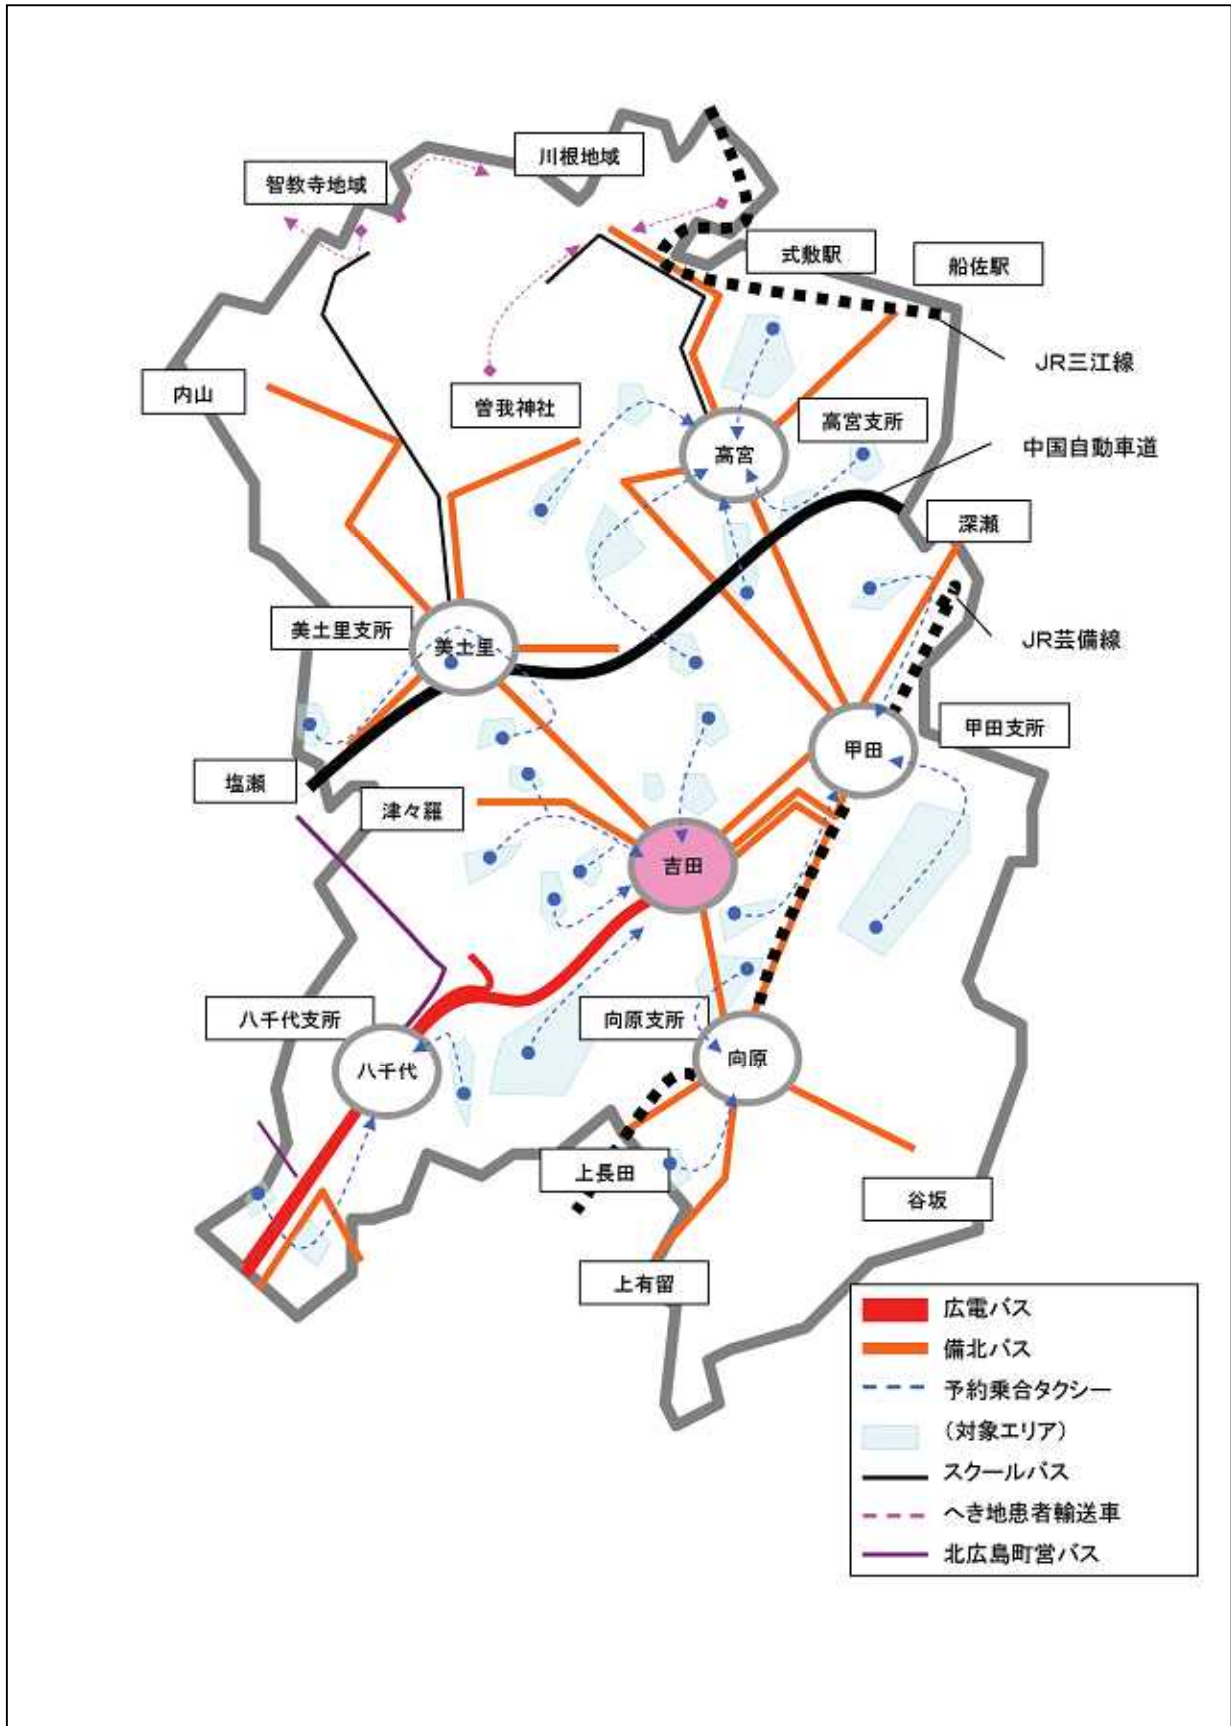 川根地域
智教寺地域
式敷駅
船佐駅
JR三江線
内山
曽我神社
高宮支所
中国自動車道
高宮
深瀬
美土里支所
美土里
JR芸備線
甲田支所
甲田
塩瀬
津々羅
吉田
八千代支所
向原支所
八千代
向原
上長田
谷坂
上有留
広電バス
備北バス
予約乗合タクシー
(対象エリア)
スクールバス
へき地患者輸送車
北広島町営バス